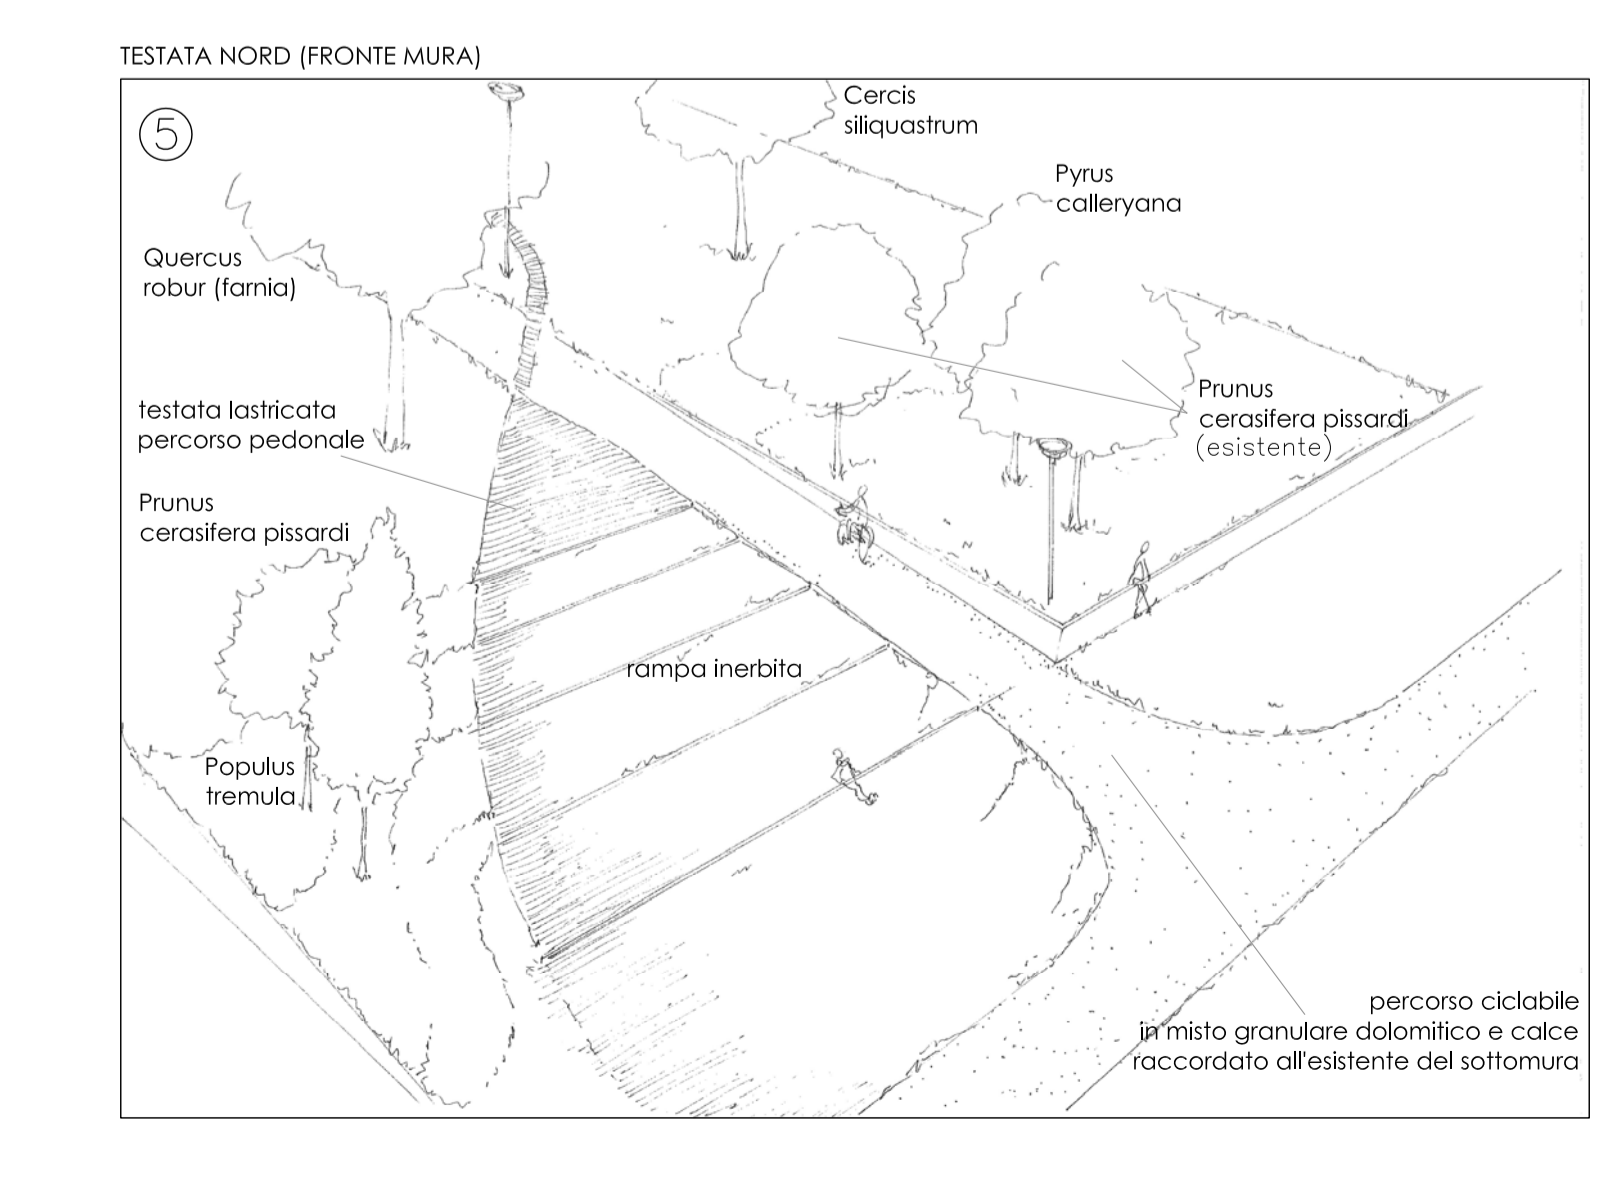 TESTATA NORD (FRONTE MURA)
5
Cercis
siliquastrum
Pyrus
calleryana
Quercus
robur (farnia)
Prunus
cerasifera pissardi
(esistente)
testata lastricata
percorso pedonale
Prunus
cerasifera pissardi
rampa inerbita
Populus
tremula
percorso ciclabile
in misto granulare dolomitico e calce
raccordato all'esistente del sottomura